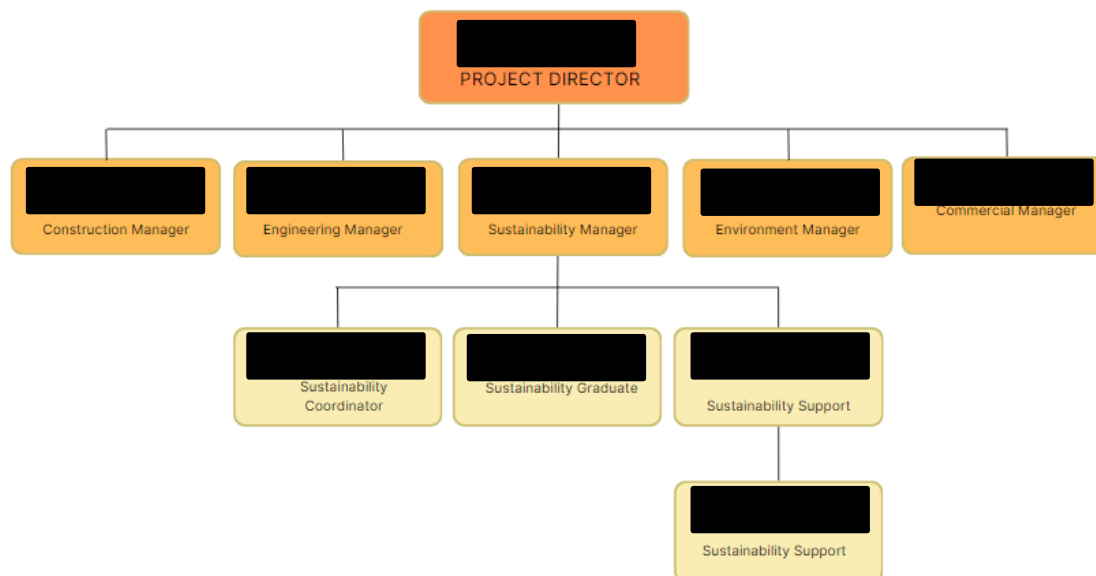 PROJECT DIRECTOR
Construction Manager
Engineering Manager
Sustainability Manager
Environment Manager
Commercial Manager
Sustainability
Coordinator
Sustainability Graduate
Sustainability Support
Sustainability Support